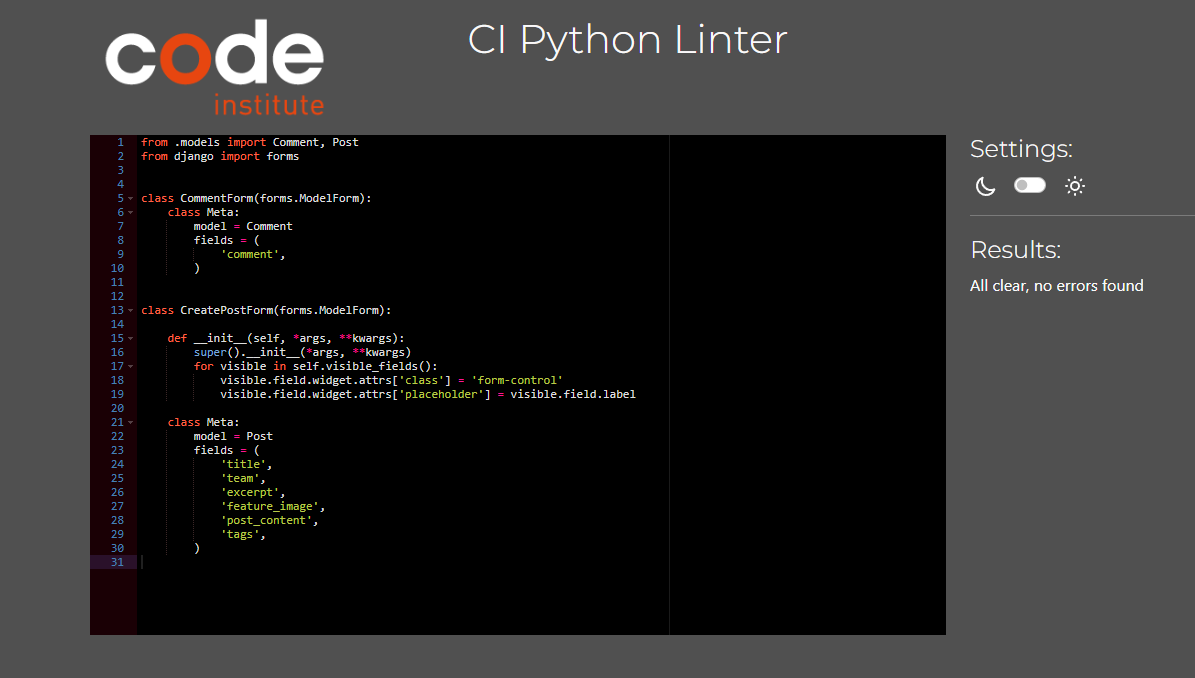 code
institute
CI Python Linter
1 from .models import Comment, Post
2 from django import forms
3
4
5 class CommentForm(forms.ModelForm):
6     class Meta:
7         model = Comment
8         fields = (
9             'comment',
10         )
11
12
13 class CreatePostForm(forms.ModelForm):
14
15     def __init__(self, *args, **kwargs):
16         super().__init__(*args, **kwargs)
17         for visible in self.visible_fields():
18             visible.field.widget.attrs['class'] = 'form-control'
19             visible.field.widget.attrs['placeholder'] = visible.field.label
20
21     class Meta:
22         model = Post
23         fields = (
24             'title',
25             'team',
26             'excerpt',
27             'feature_image',
28             'post_content',
29             'tags',
30         )
31
Settings:
Results:
All clear, no errors found